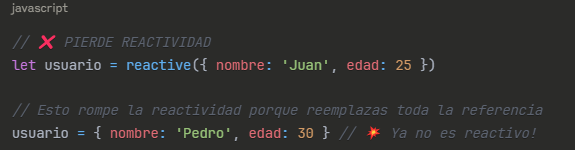 javascript
// ❌ PIERDE REACTIVIDAD
let usuario = reactive({ nombre: 'Juan', edad: 25 })
// Esto rompe la reactividad porque reemplazas toda la referencia
usuario = { nombre: 'Pedro', edad: 30 } // 💥 Ya no es reactivo!